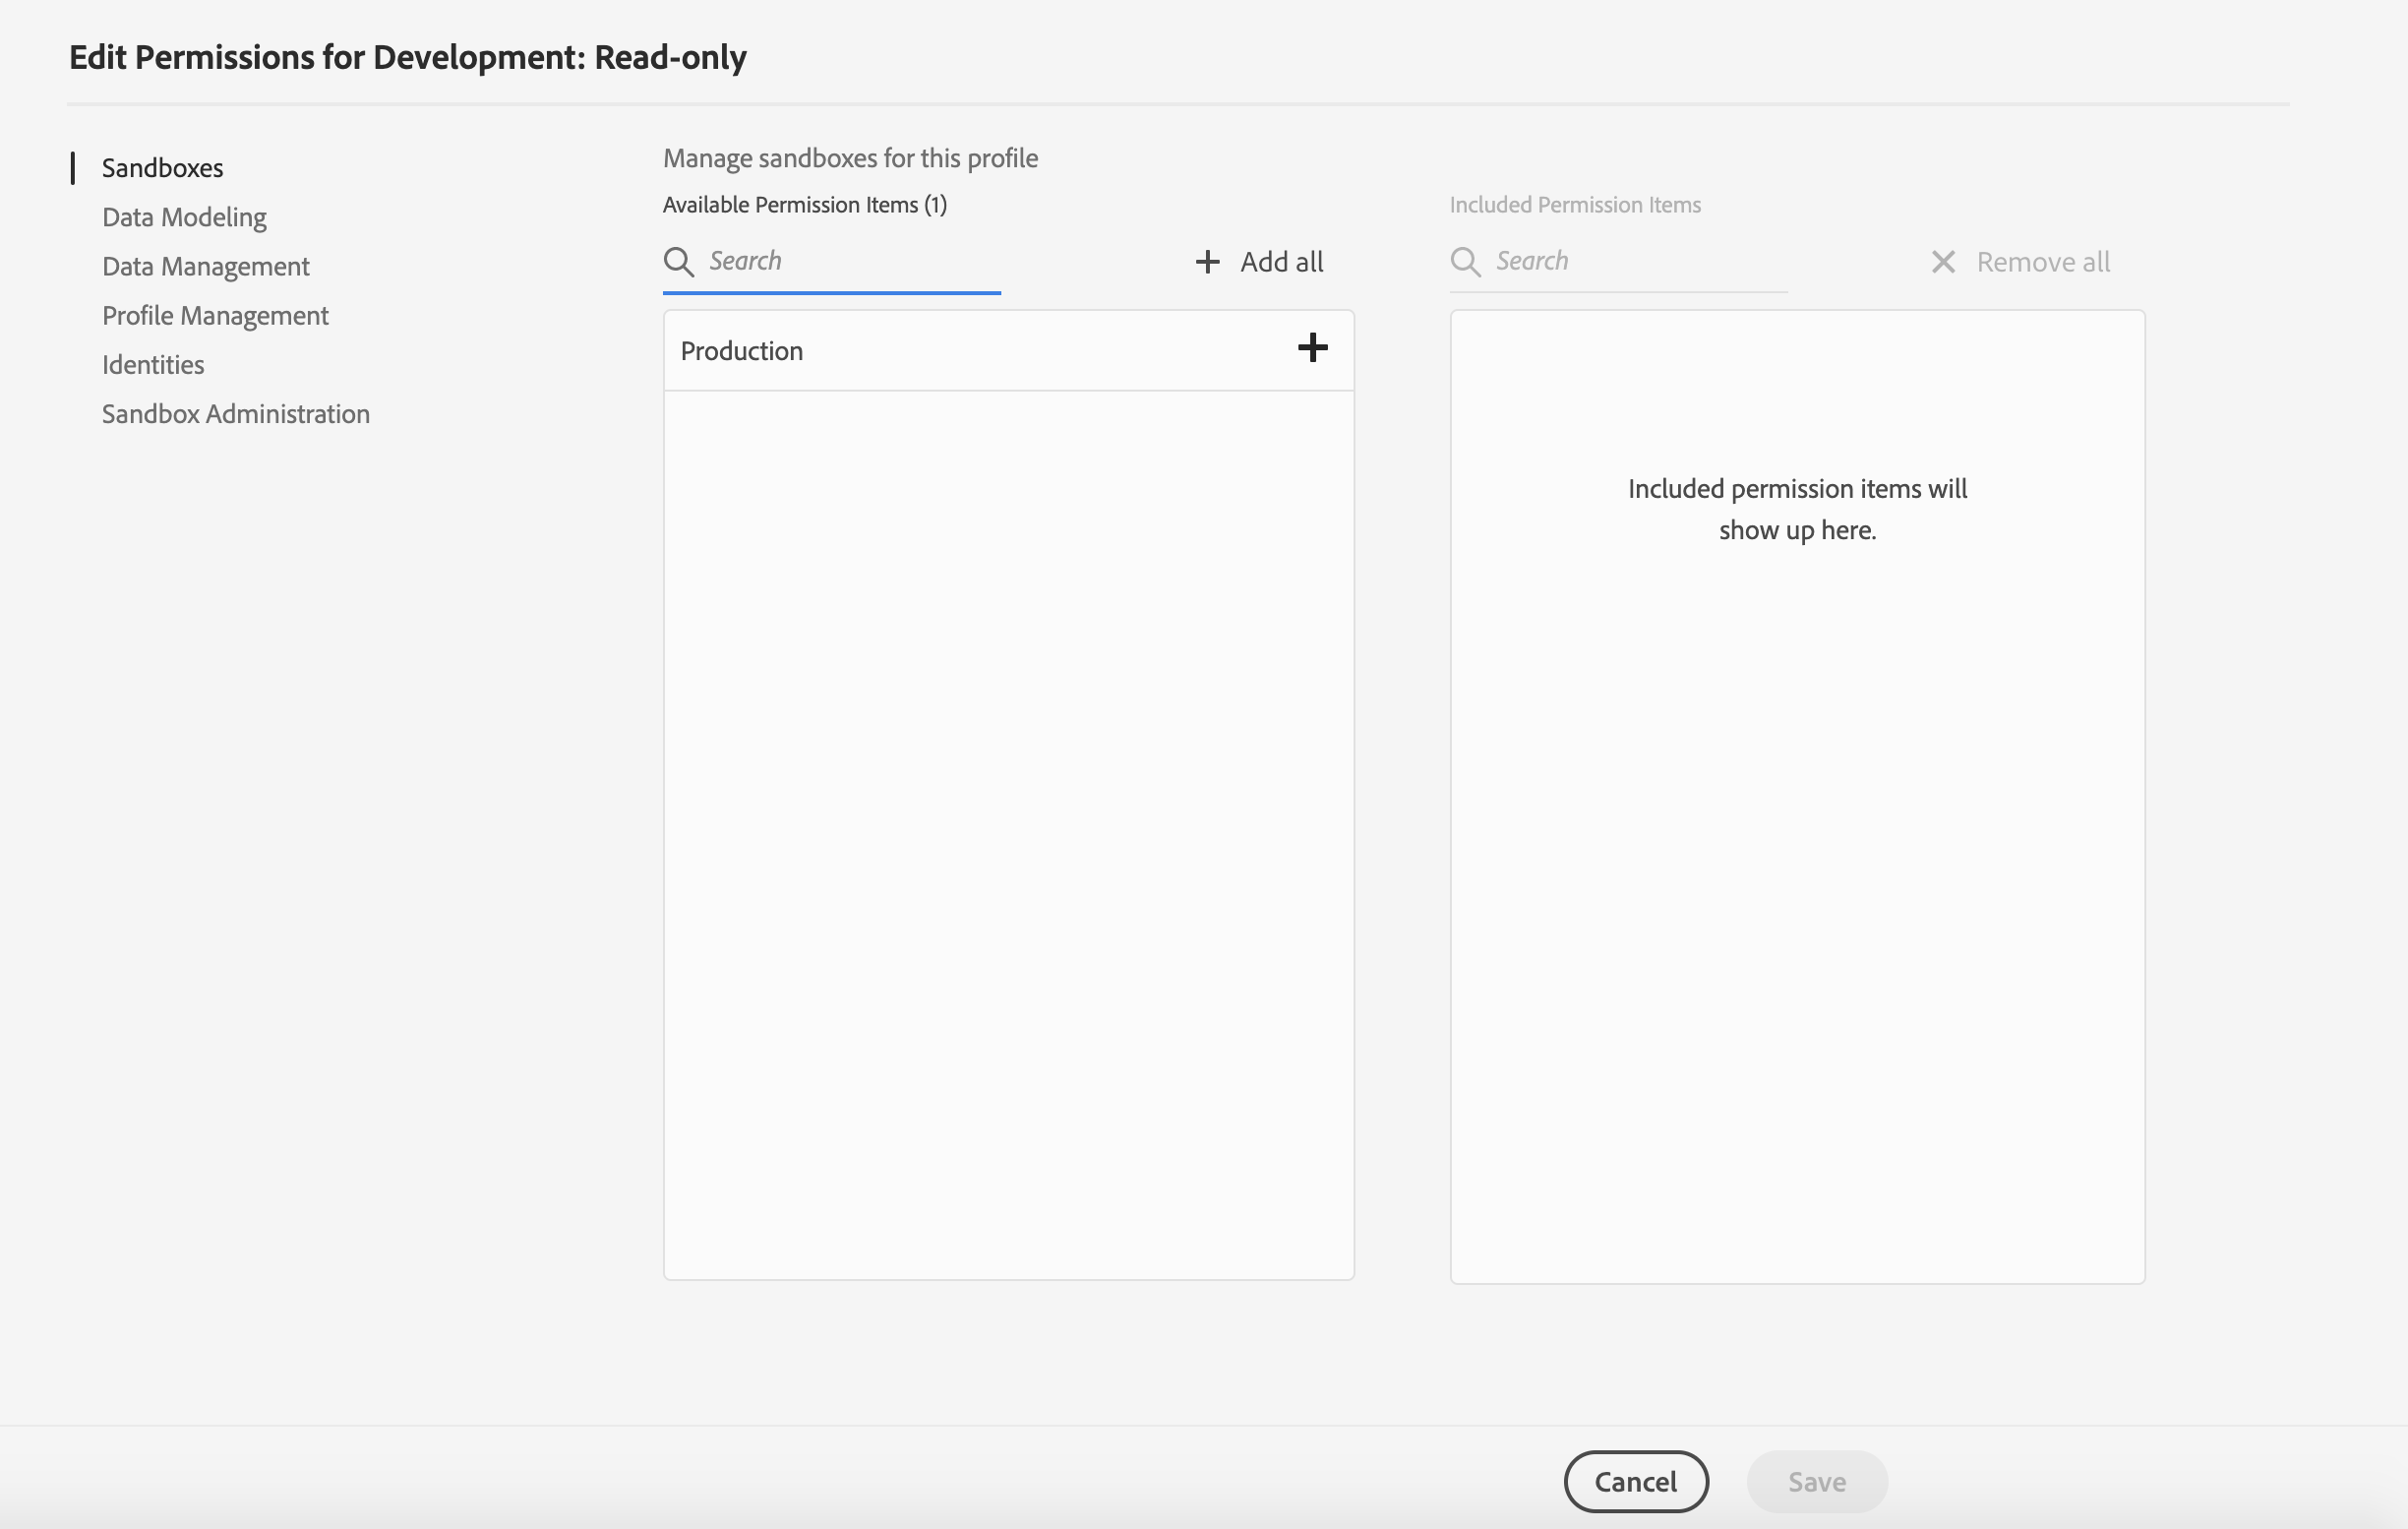 Edit Permissions for Development: Read-only
Sandboxes
Data Modeling
Data Management
Profile Management
Identities
Sandbox Administration
Manage sandboxes for this profile
Available Permission Items (1)
Search
Add all
Production
Included Permission Items
Search
Remove all
Included permission items will
show up here.
Cancel
Save